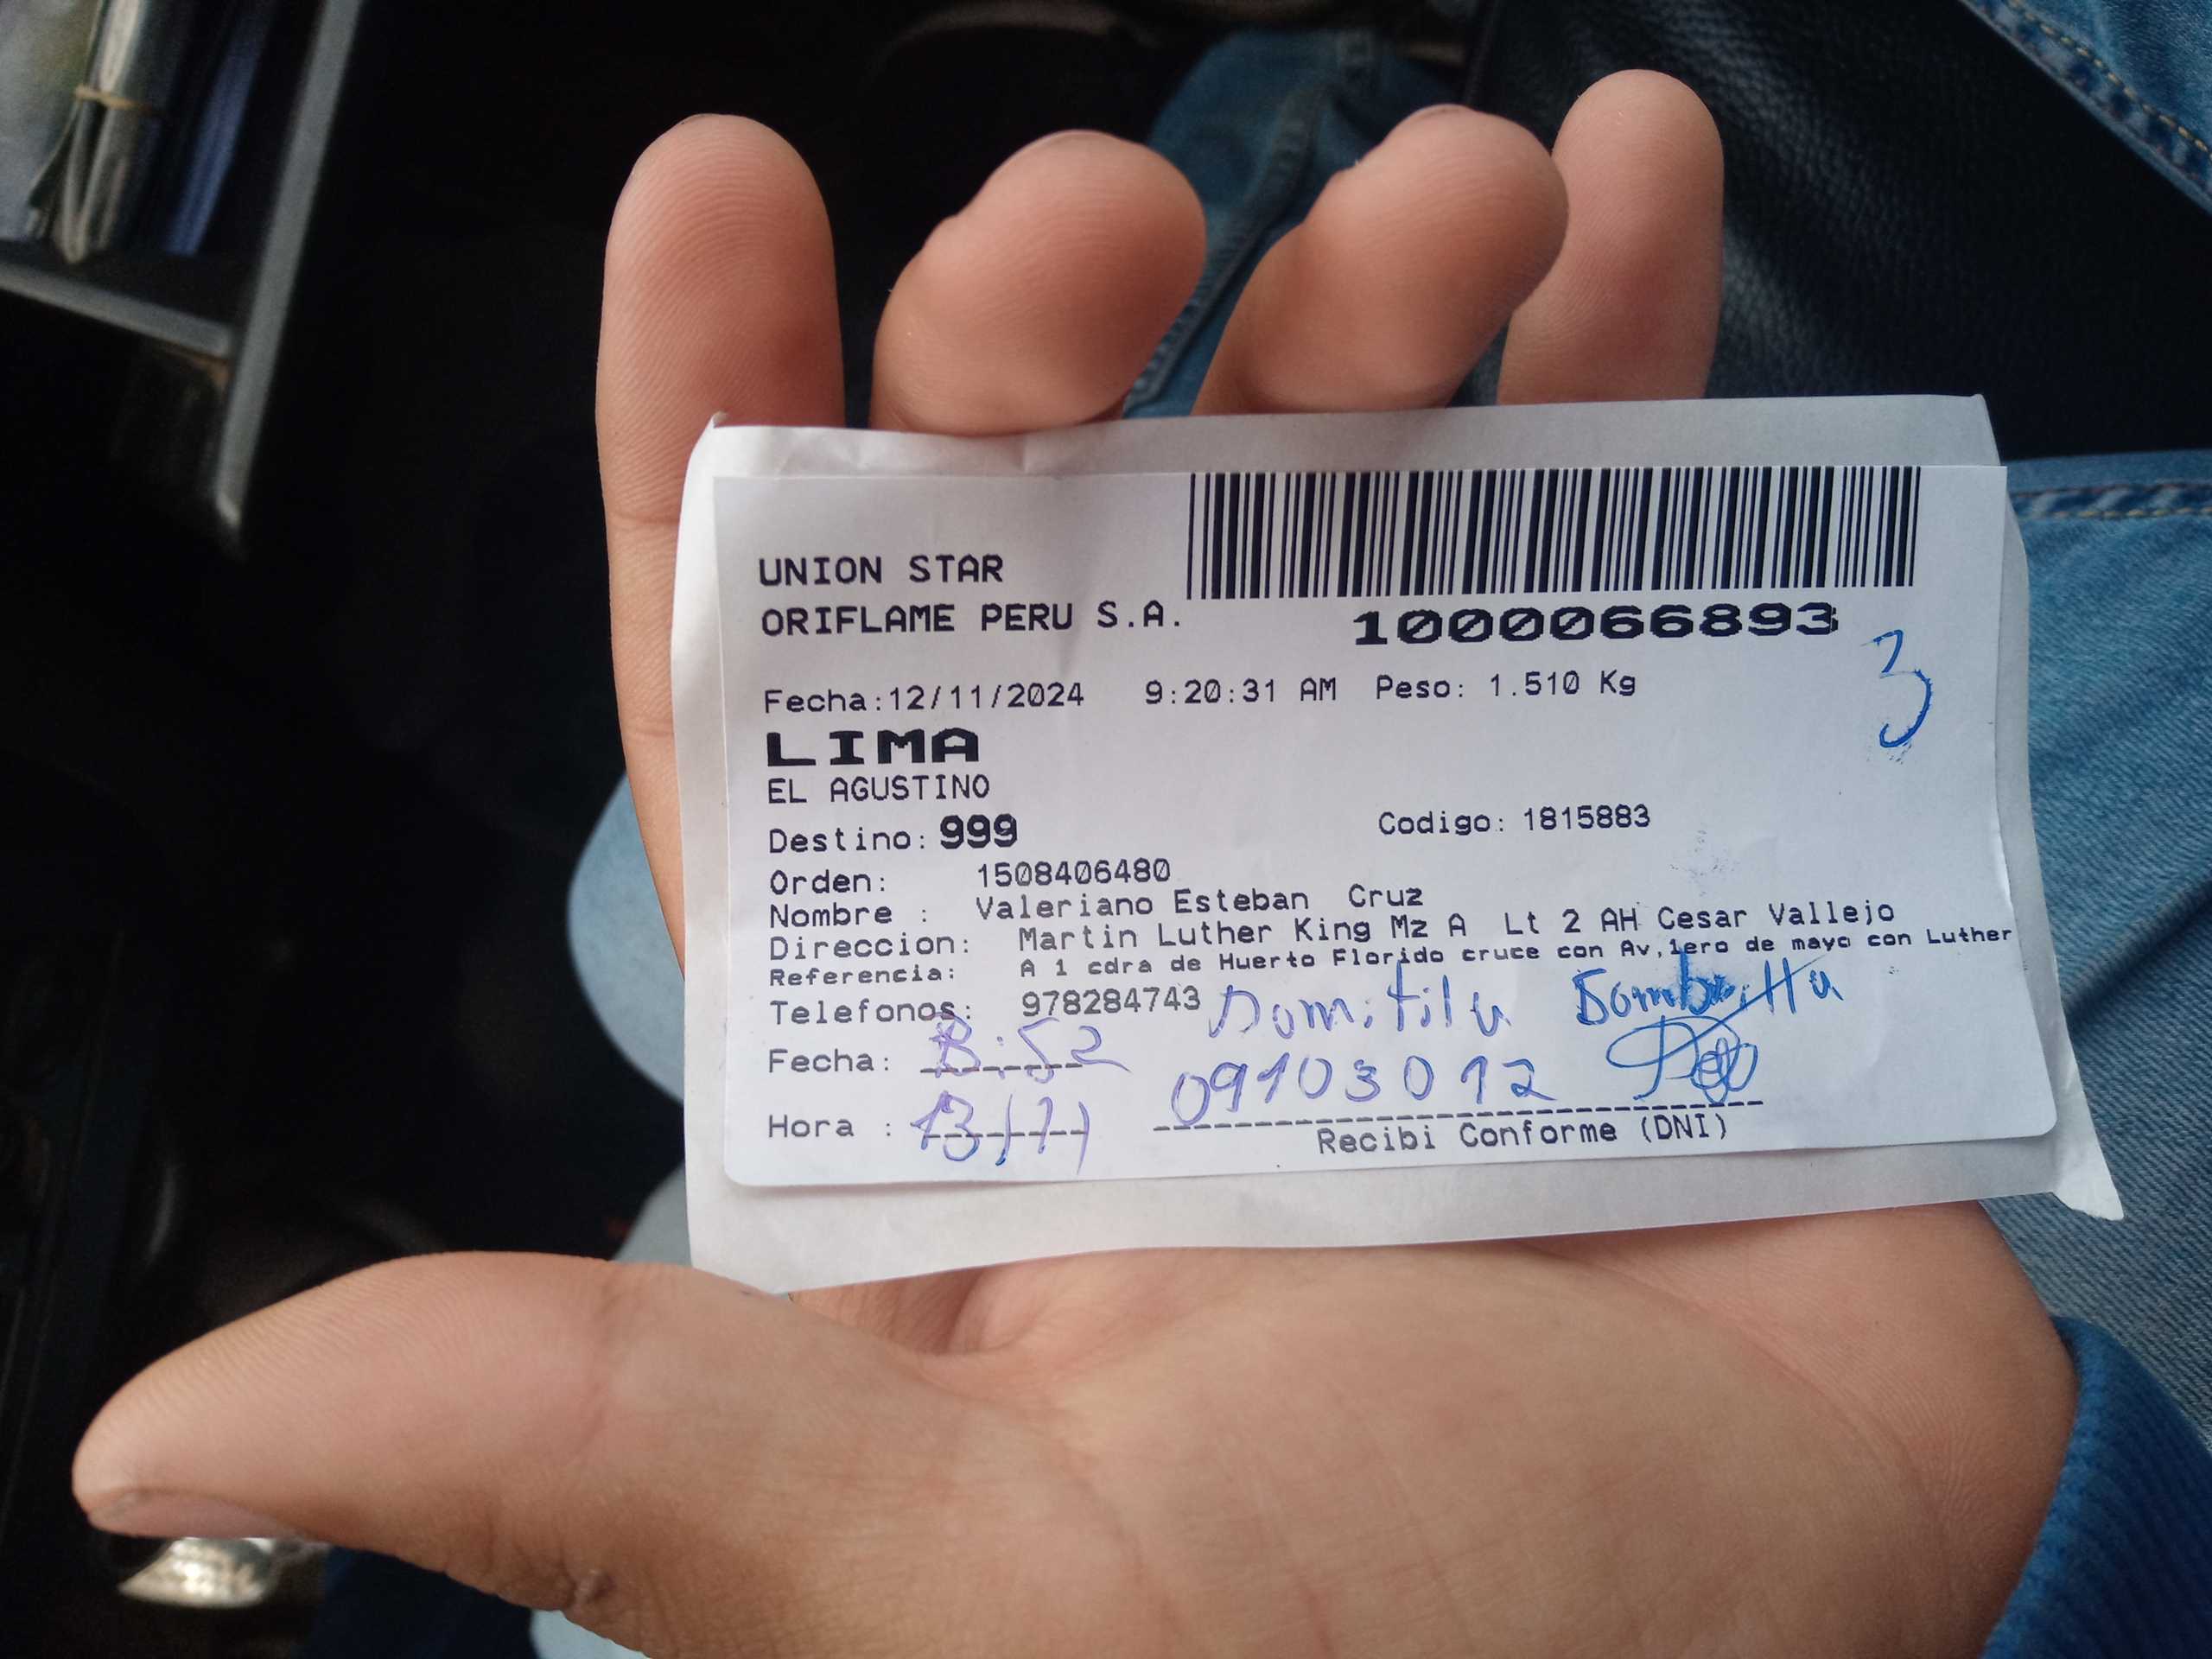 UNION STAR
ORIFLAME PERU S.A.
1000066893
3
Fecha:12/11/2024 9:20:31 AM Peso: 1.510 Kg
LIMA
EL AGUSTINO
Destino: 999 Codigo: 1815883
Orden: 1508406480
Nombre : Valeriano Esteban Cruz
Direccion: Martin Luther King Mz A Lt 2 AH Cesar Vallejo
Referencia: A 1 cdra de Huerto Florido cruce con Av,1ero de mayo con Luther
Telefonos: 978284743 Domitila
Fecha: :52
Hora : 13/11 09103012
Recibi Conforme (DNI)